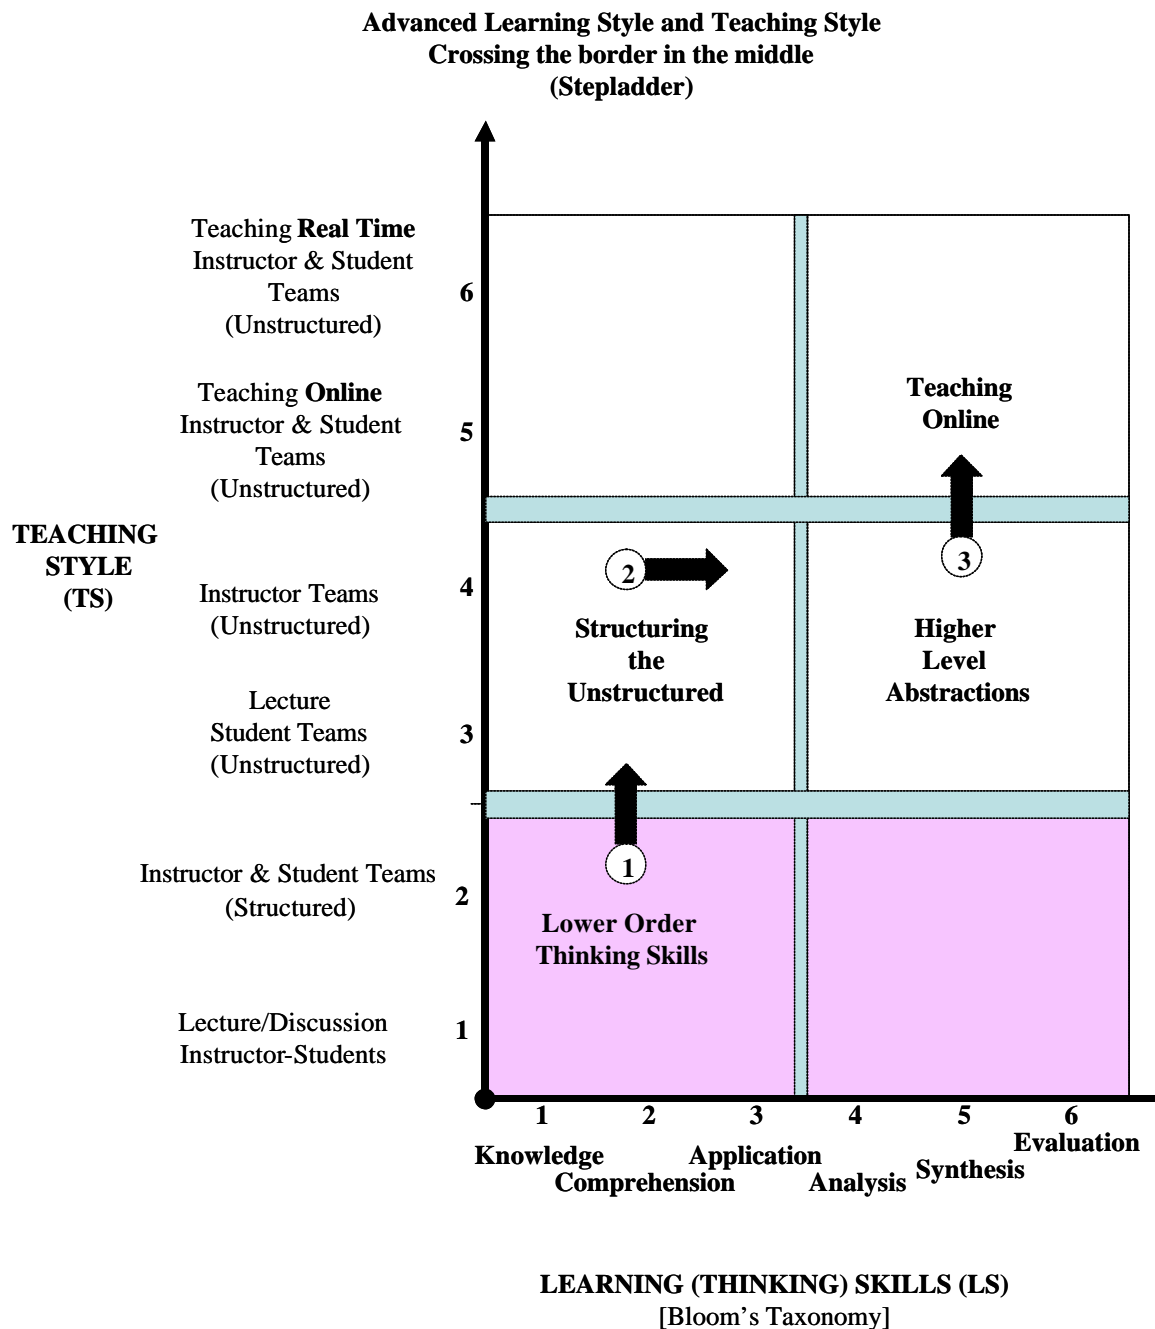 Advanced Learning Style and Teaching Style
Crossing the border in the middle
(Stepladder)
Teaching Real Time
Instructor & Student
Teams
(Unstructured)
6
Teaching Online
Instructor & Student
Teams
(Unstructured)
5
Teaching
Online
TEACHING
STYLE
(TS)
Instructor Teams
(Unstructured)
4
2
3
Structuring
the
Unstructured
Higher
Level
Abstractions
Lecture
Student Teams
(Unstructured)
3
Instructor & Student Teams
(Structured)
2
1
Lower Order
Thinking Skills
Lecture/Discussion
Instructor-Students
1
1 2 3 4 5 6
Knowledge
Comprehension
Application
Analysis
Synthesis
Evaluation
LEARNING (THINKING) SKILLS (LS)
[Bloom's Taxonomy]